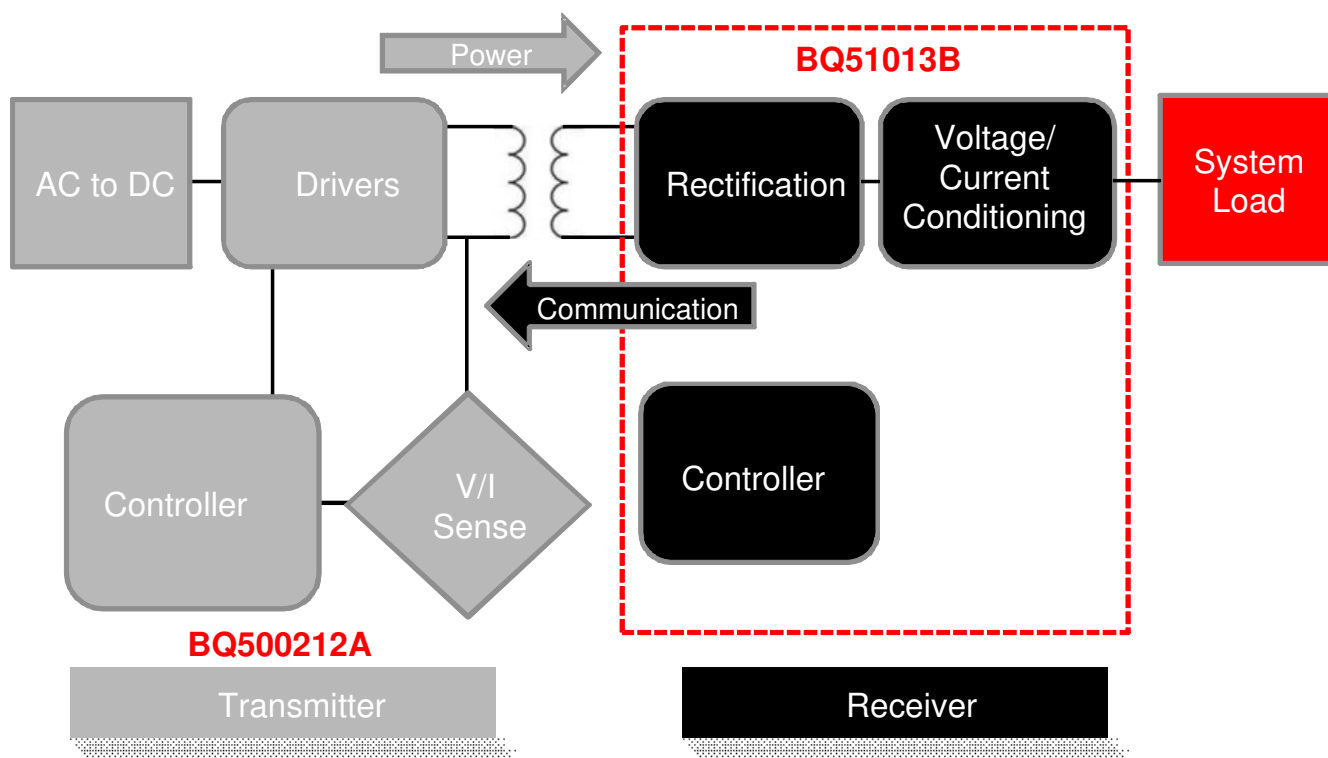 Power
BQ51013B
AC to DC
Drivers
Rectification
Voltage/
Current
Conditioning
System
Load
Communication
Controller
V/I
Sense
Controller
BQ500212A
Transmitter
Receiver